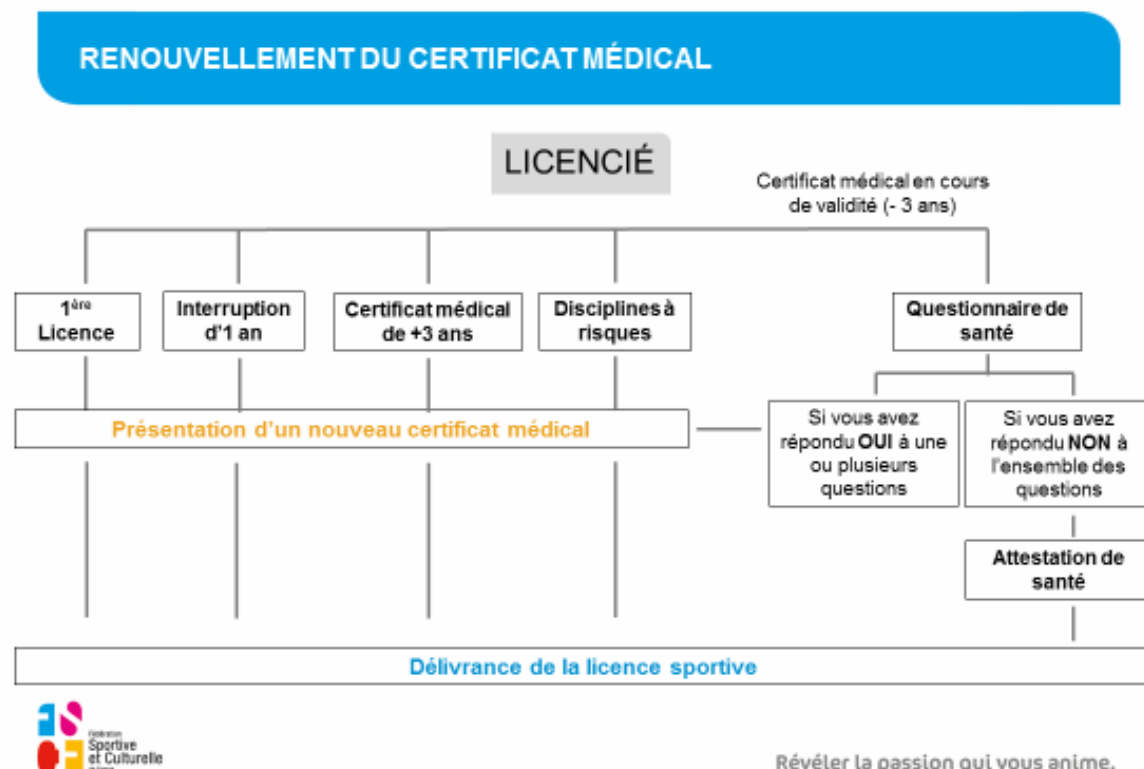 RENOUVELLEMENT DU CERTIFICAT MÉDICAL
LICENCIÉ
Certificat médical en cours
de validité (- 3 ans)
1ère
Licence
Interruption
d'1 an
Certificat médical
de +3 ans
Disciplines à
risques
Questionnaire de
santé
Présentation d'un nouveau certificat médical
Si vous avez
répondu OUI à une
ou plusieurs
questions
Si vous avez
répondu NON à
l'ensemble des
questions
Attestation de
santé
Délivrance de la licence sportive
Fédération
Sportive
et Culturelle
Révéler la passion qui vous anime.